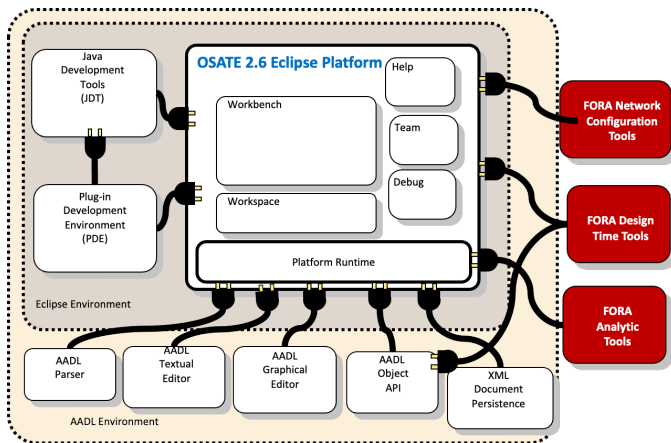 Java
Development
Tools
(JDT)
OSATE 2.6 Eclipse Platform
Help
Workbench
Team
Debug
Workspace
Plug-in
Development
Environment
(PDE)
Platform Runtime
Eclipse Environment
FORA Network
Configuration
Tools
FORA Design
Time Tools
FORA
Analytic
Tools
AADL
Parser
AADL
Textual
Editor
AADL
Graphical
Editor
AADL
Object
API
XML
Document
Persistence
AADL Environment